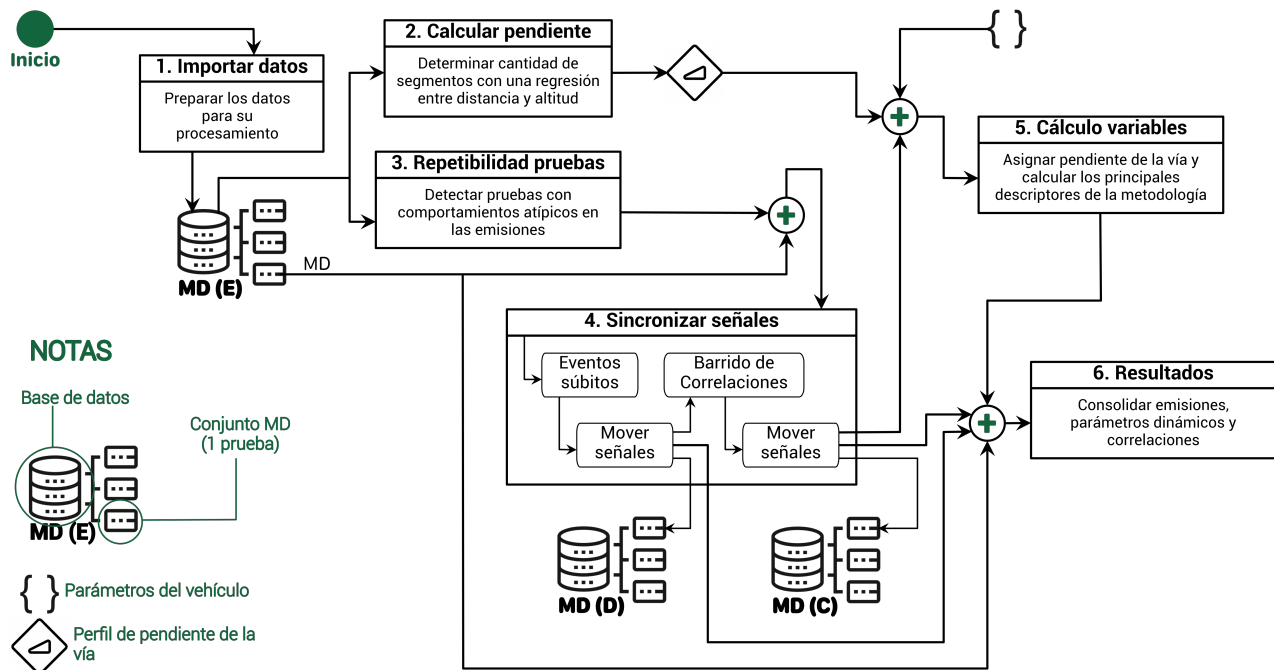 Inicio
1. Importar datos
Preparar los datos
para su
procesamiento
MD (E)
MD
2. Calcular pendiente
Determinar cantidad de
segmentos con una regresión
entre distancia y altitud
3. Repetibilidad pruebas
Detectar pruebas con
comportamientos atípicos en
las emisiones
{ }
5. Cálculo variables
Asignar pendiente de la vía y
calcular los principales
descriptores de la metodología
4. Sincronizar señales
Eventos
súbitos
Barrido de
Correlaciones
Mover
señales
Mover
señales
MD (D)
MD (C)
6. Resultados
Consolidar emisiones,
parámetros dinámicos y
correlaciones
NOTAS
Base de datos
Conjunto MD
(1 prueba)
MD (E)
{ } Parámetros del vehículo
Perfil de pendiente de la
vía